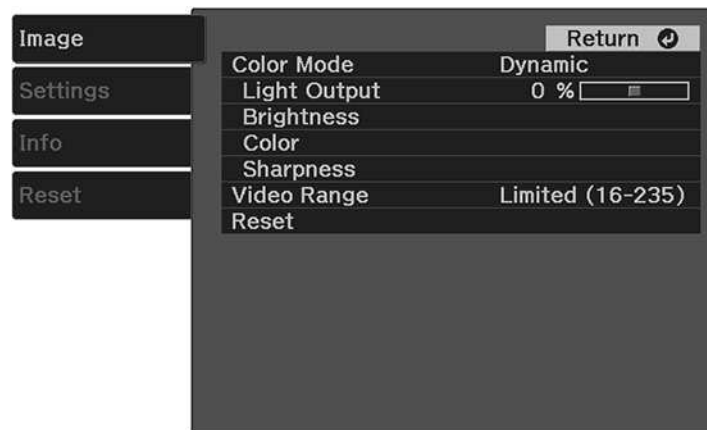 Image
Settings
Info
Reset
Return
Color Mode Dynamic
Light Output 0 %
Brightness
Color
Sharpness
Video Range Limited (16-235)
Reset